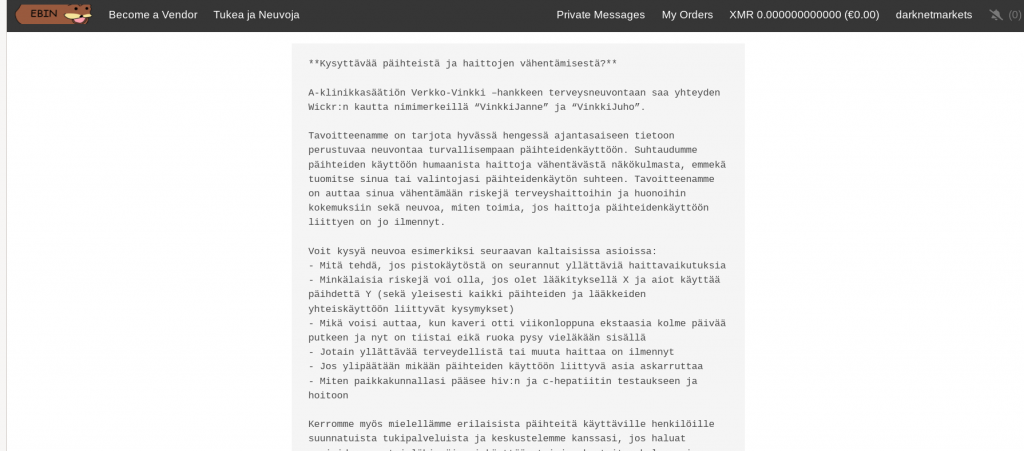 EBIN Become a Vendor Tukea ja Neuvoja Private Messages My Orders XMR 0.000000000000 (€0.00) darknetmarkets (0)
**Kysyttävää päihteistä ja haittojen vähentämisestä?**
A-klinikkasäätiön Verkko-Vinkki –hankkeen terveysneuvontaan saa yhteyden
Wickr:n kautta nimimerkeillä “VinkkiJanne” ja “VinkkiJuho”.
Tavoitteenamme on tarjota hyvässä hengessä ajantasaiseen tietoon
perustuvaa neuvontaa turvallisempaan päihteidenkäyttöön. Suhtaudumme
päihteiden käyttöön humaanista haittoja vähentävästä näkökulmasta, emmekä
tuomitse sinua tai valintojasi päihteidenkäytön suhteen. Tavoitteenamme
on auttaa sinua vähentämään riskejä terveyshaittoihin ja huonoihin
kokemuksiin sekä neuvoa, miten toimia, jos haittoja päihteidenkäyttöön
liittyen on jo ilmennyt.
Voit kysyä neuvoa esimerkiksi seuraavan kaltaisissa asioissa:
- Mitä tehdä, jos pistokäytöstä on seurannut yllättäviä haittavaikutuksia
- Minkälaisia riskejä voi olla, jos olet lääkityksellä X ja aiot käyttää
päihdettä Y (sekä yleisesti kaikki päihteiden ja lääkkeiden
yhteiskäyttöön liittyvät kysymykset)
- Mikä voisi auttaa, kun kaveri otti viikonloppuna ekstaasia kolme päivää
putkeen ja nyt on tiistai eikä ruoka pysy vieläkään sisällä
- Jotain yllättävää terveydellistä tai muuta haittaa on ilmennyt
- Jos ylipäätään mikään päihteiden käyttöön liittyvä asia askarruttaa
- Miten paikkakunnallasi pääsee hiv:n ja c-hepatiitin testaukseen ja
hoitoon
Kerromme myös mielellämme erilaisista päihteitä käyttäville henkilöille
suunnatuista tukipalveluista ja keskustelemme kanssasi, jos haluat